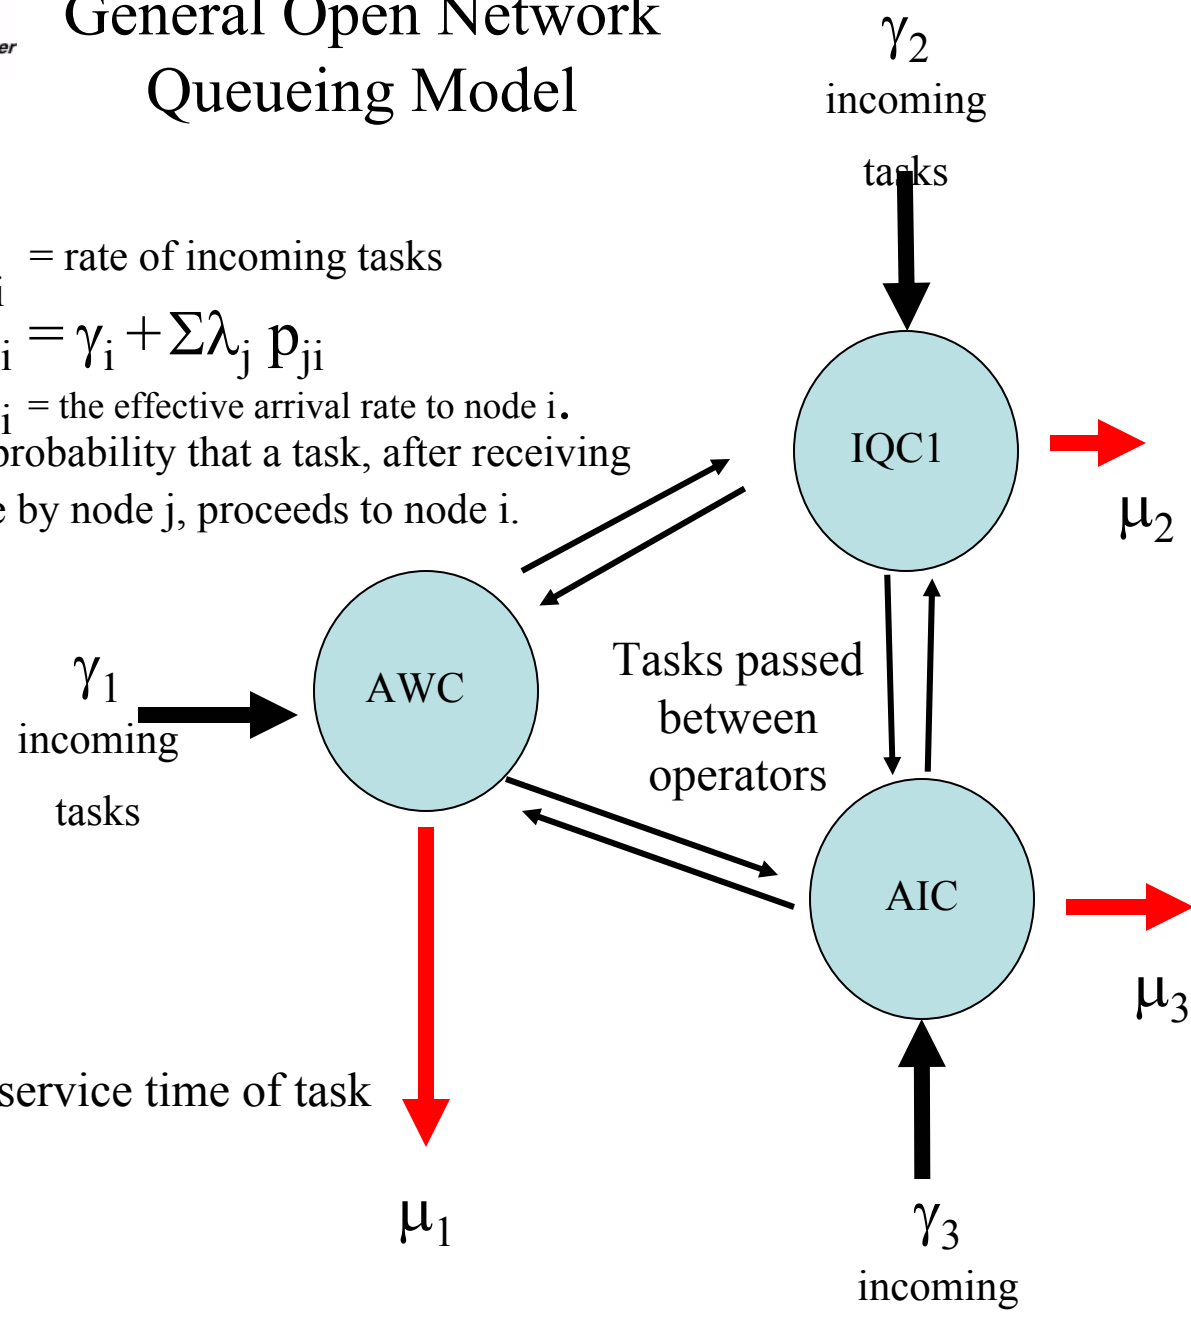 General Open Network
Queueing Model
er
γ2
incoming
tasks
= rate of incoming tasks
i
i = γi + Σλj pji
i = the effective arrival rate to node i.
probability that a task, after receiving
e by node j, proceeds to node i.
IQC1
μ2
AWC
γ1
incoming
tasks
Tasks passed
between
operators
AIC
μ3
service time of task
μ1
γ3
incoming